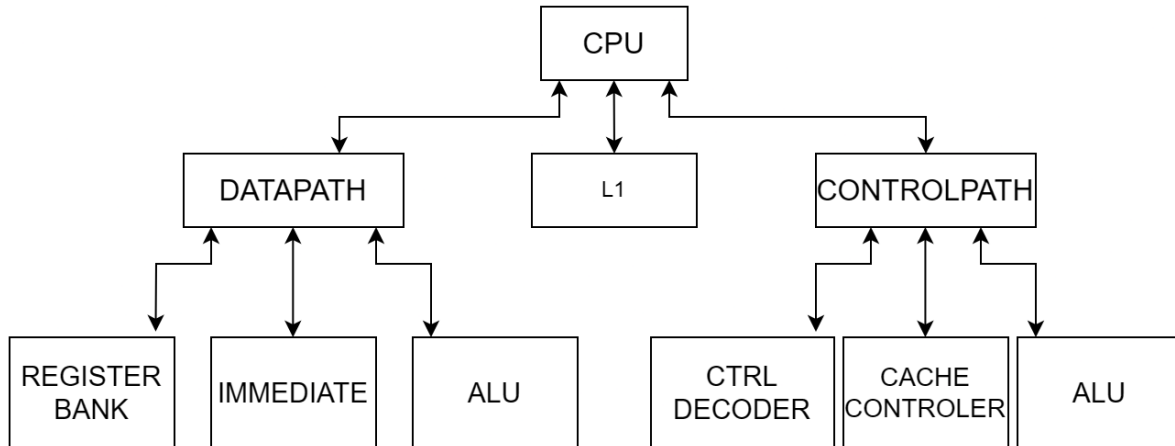 CPU
DATAPATH
L1
CONTROLPATH
REGISTER
BANK
IMMEDIATE
ALU
CTRL
DECODER
CACHE
CONTROLER
ALU